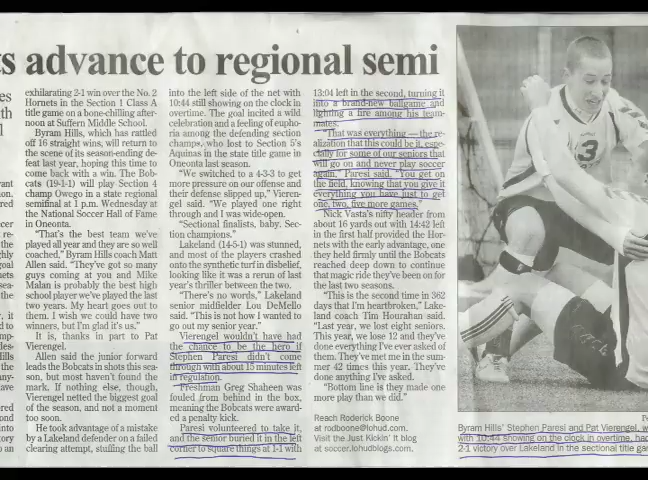 s advance to regional semi
es
th
l
rant
on.
red
cer
re-
the
ghly
goal
nets
sea-
the
, it
d to
mp-
les-
Hills
the
any-
ave
ered
ond
into
tory
o an
exhilarating 2-1 win over the No. 2
Hornets in the Section 1 Class A
title game on a bone-chilling after-
noon at Suffern Middle School.
Byram Hills, which has rattled
off 16 straight wins, will return to
the scene of its season-ending de-
feat last year, hoping this time to
come back with a win. The Bob-
cats (19-1-1) will play Section 4
champ Owego in a state regional
semifinal at 1 p.m. Wednesday at
the National Soccer Hall of Fame
in Oneonta.
"That's the best team we've
played all year and they are so well
coached," Byram Hills coach Matt
Allen said. "They've got so many
guys coming at you and Mike
Malan is probably the best high
school player we've played the last
two years. My heart goes out to
them. I wish we could have two
winners, but I'm glad it's us."
It is, thanks in part to Pat
Vierengel.
Allen said the junior forward
leads the Bobcats in shots this sea-
son, but most haven't found the
mark. If nothing else, though,
Vierengel netted the biggest goal
of the season, and not a moment
too soon.
He took advantage of a mistake
by a Lakeland defender on a failed
clearing attempt, stuffing the ball
into the left side of the net with
10:44 still showing on the clock in
overtime. The goal incited a wild
celebration and a feeling of eupho-
ria among the defending section
champs, who lost to Section 5's
Aquinas in the state title game in
Oneonta last season.
"We switched to a 4-3-3 to get
more pressure on our offense and
their defense slipped up," Vieren-
gel said. "We played one right
through and I was wide-open.
"Sectional finalists, baby. Sec-
tion champions."
Lakeland (14-5-1) was stunned,
and most of the players crashed
onto the synthetic turf in disbelief,
looking like it was a rerun of last
year's thriller between the two.
"There's no words," Lakeland
senior midfielder Lou DeMello
said. "This is not how I wanted to
go out my senior year."
Vierengel wouldn't have had
the chance to be the hero if
Stephen Paresi didn't come
through with about 15 minutes left
in regulation.
Freshman Greg Shaheen was
fouled from behind in the box,
meaning the Bobcats were award-
ed a penalty kick.
Paresi volunteered to take it,
and the senior buried it in the left
corner to square things at 1-1 with
13:04 left in the second, turning it
into a brand-new ballgame and
lighting a fire among his team-
mates.
"That was everything — the re-
alization that this could be it, espe-
cially for some of our seniors that
will go on and never play soccer
again," Paresi said. "You get on
the field, knowing that you give it
everything you have just to get
one, two, five more games."
Nick Vasta's nifty header from
about 16 yards out with 14:42 left
in the first half provided the Hor-
nets with the early advantage, one
they held firmly until the Bobcats
reached deep down to continue
that magic ride they've been on for
the last two seasons.
"This is the second time in 362
days that I'm heartbroken," Lake-
land coach Tim Hourahan said.
"Last year, we lost eight seniors.
This year, we lose 12 and they've
done everything I've ever asked of
them. They've met me in the sum-
mer 42 times this year. They've
done anything I've asked.
"Bottom line is they made one
more play than we did."
Reach Roderick Boone
at rodboone@lohud.com.
Visit the Just Kickin' It blog
at soccer.lohudblogs.com.
3
Byram Hills' Stephen Paresi and Pat Vierengel, w
with 10:44 showing on the clock in overtime, had
2-1 victory over Lakeland in the sectional title gam